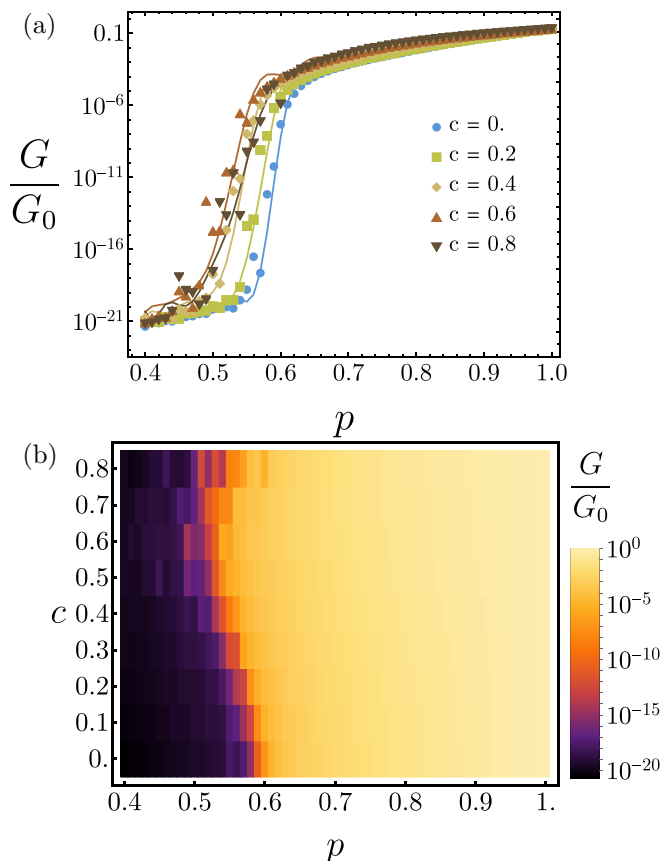 (a)
0.1
10^-6
10^-11
10^-16
10^-21
G/G_0
c = 0.
c = 0.2
c = 0.4
c = 0.6
c = 0.8
0.4 0.5 0.6 0.7 0.8 0.9 1.0
p
(b)
0.8
0.7
0.6
0.5
c 0.4
0.3
0.2
0.1
0.
0.4 0.5 0.6 0.7 0.8 0.9 1.
p
G/G_0
10^0
10^-5
10^-10
10^-15
10^-20